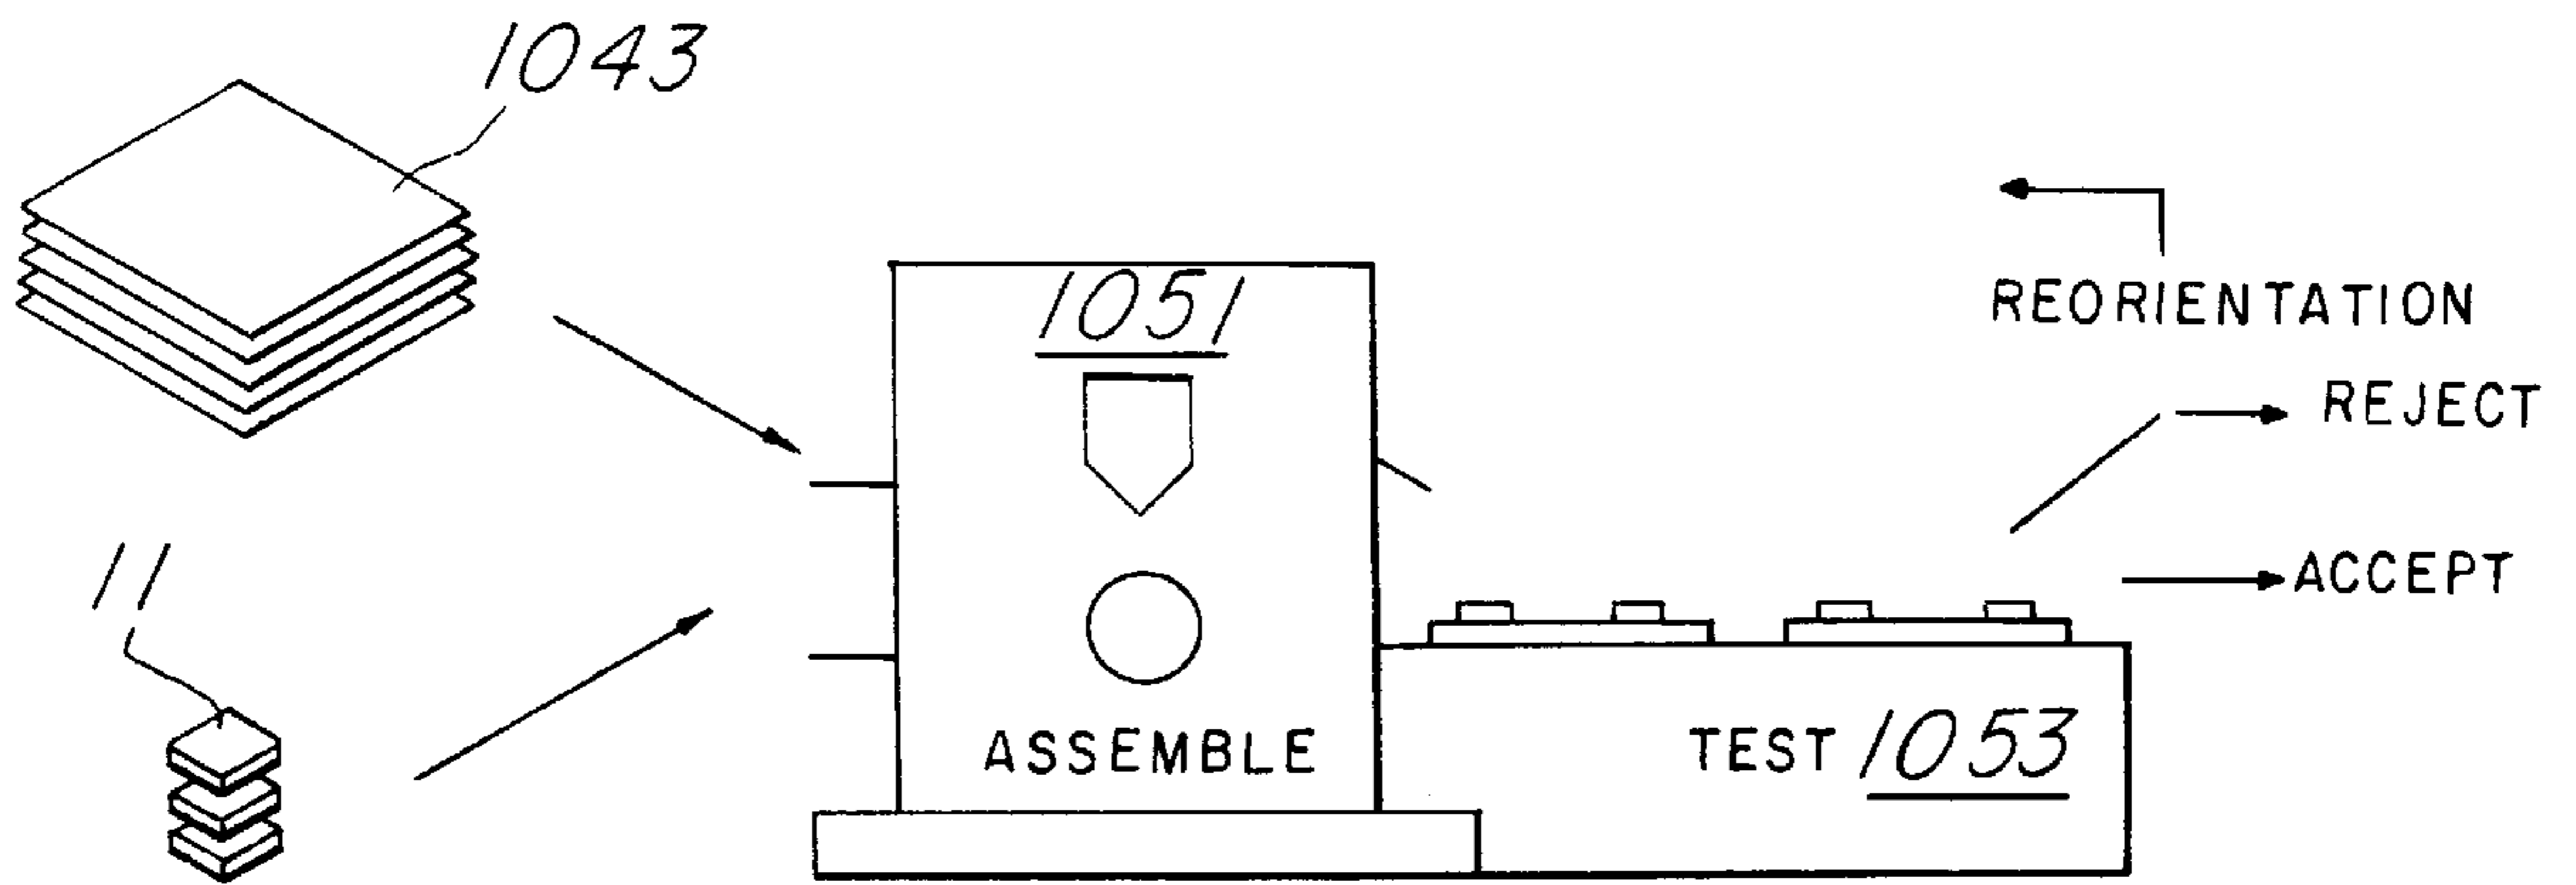 1043
1051
REORIENTATION
REJECT
11
ACCEPT
ASSEMBLE
TEST 1053